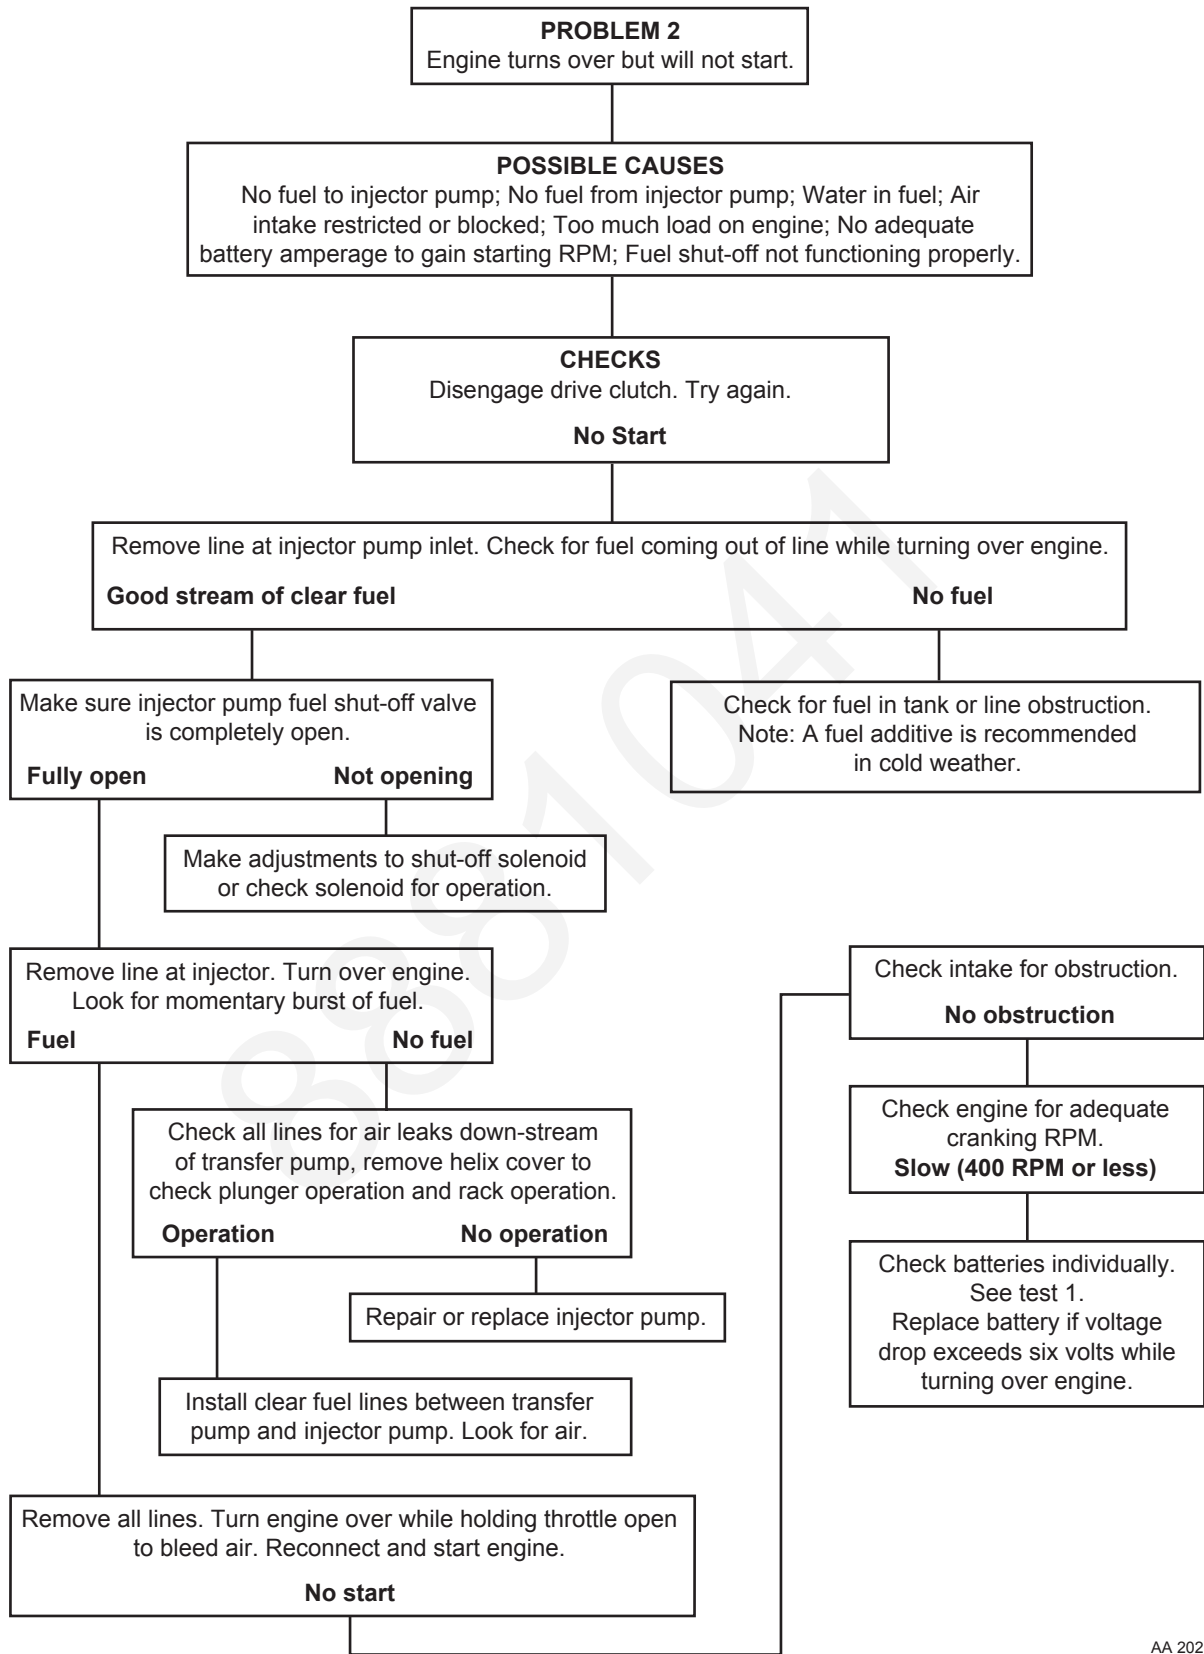 PROBLEM 2
Engine turns over but will not start.
POSSIBLE CAUSES
No fuel to injector pump; No fuel from injector pump; Water in fuel; Air
intake restricted or blocked; Too much load on engine; No adequate
battery amperage to gain starting RPM; Fuel shut-off not functioning properly.
CHECKS
Disengage drive clutch. Try again.
No Start
Remove line at injector pump inlet. Check for fuel coming out of line while turning over engine.
Good stream of clear fuel
No fuel
Make sure injector pump fuel shut-off valve
is completely open.
Fully open
Not opening
Check for fuel in tank or line obstruction.
Note: A fuel additive is recommended
in cold weather.
Make adjustments to shut-off solenoid
or check solenoid for operation.
Remove line at injector. Turn over engine.
Look for momentary burst of fuel.
Fuel
No fuel
Check all lines for air leaks down-stream
of transfer pump, remove helix cover to
check plunger operation and rack operation.
Operation
No operation
Repair or replace injector pump.
Install clear fuel lines between transfer
pump and injector pump. Look for air.
Remove all lines. Turn engine over while holding throttle open
to bleed air. Reconnect and start engine.
No start
Check intake for obstruction.
No obstruction
Check engine for adequate
cranking RPM.
Slow (400 RPM or less)
Check batteries individually.
See test 1.
Replace battery if voltage
drop exceeds six volts while
turning over engine.
AA 202
8881041